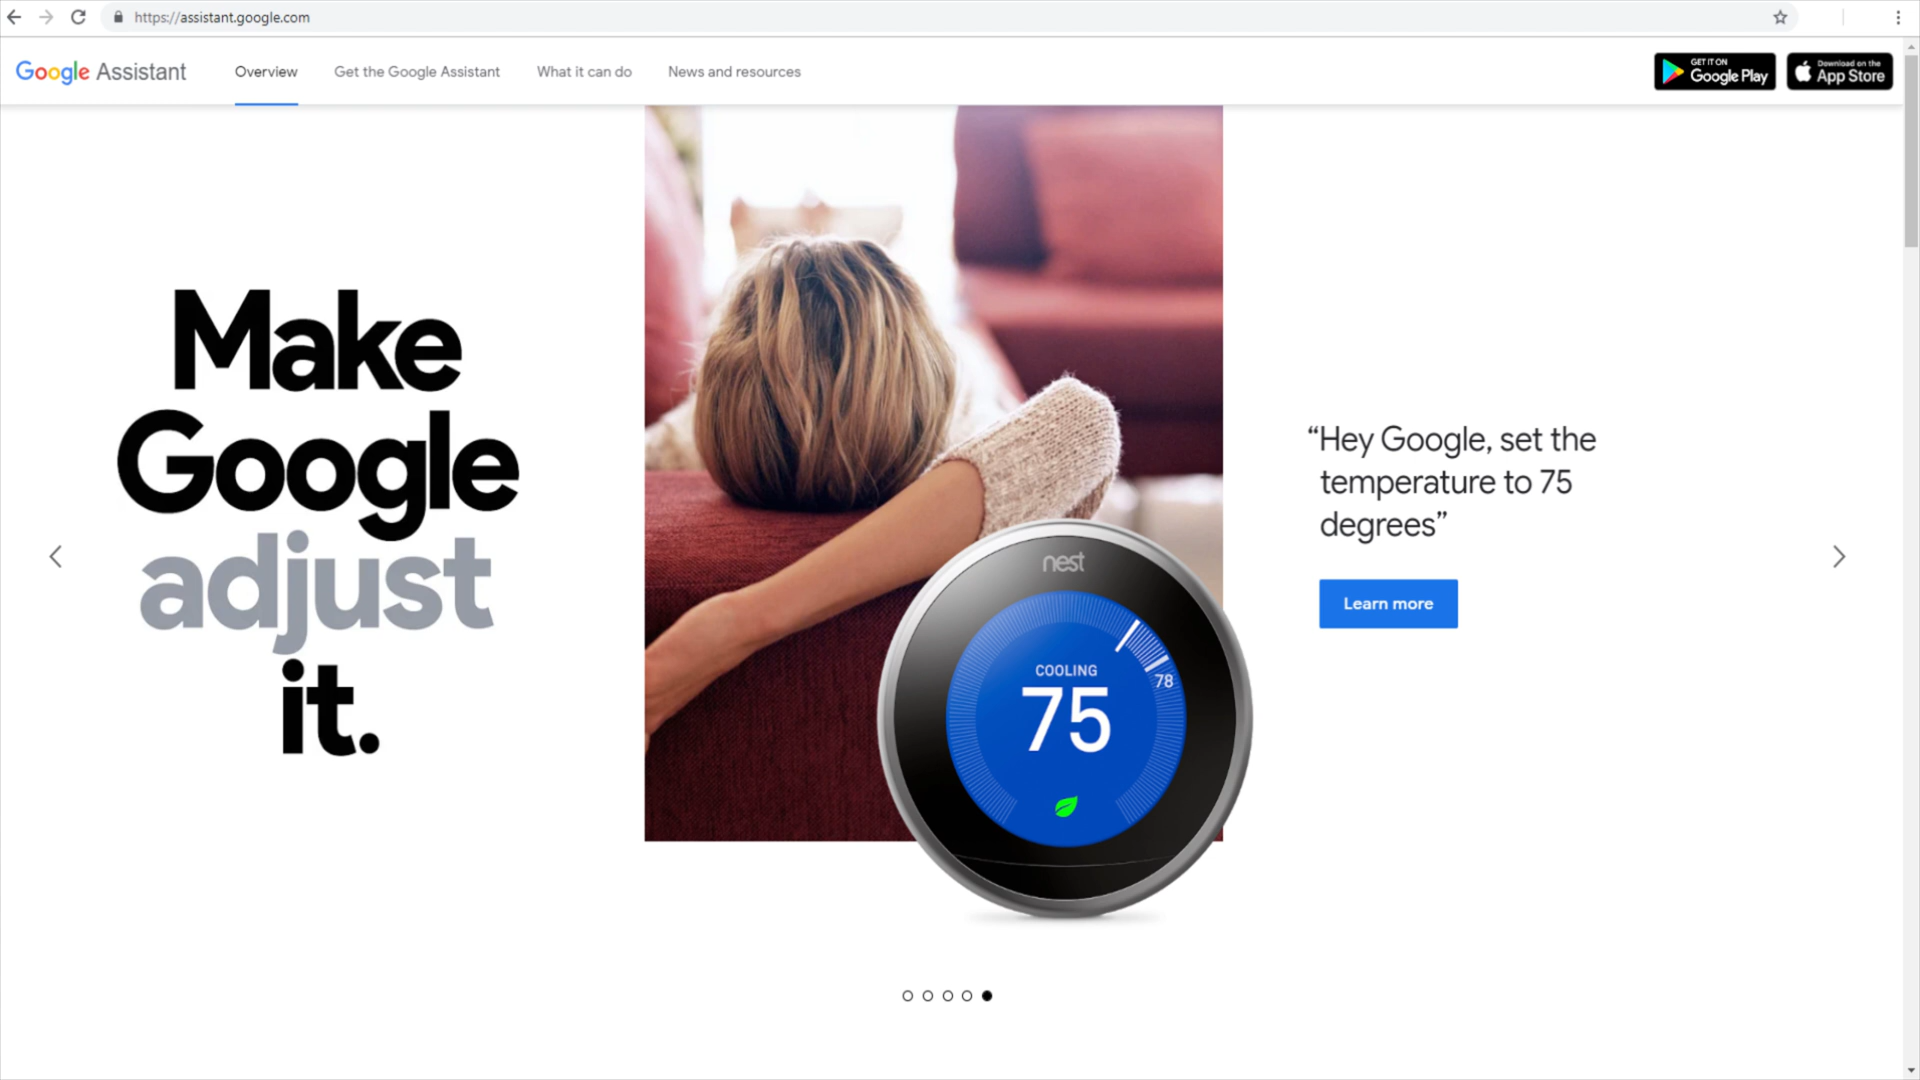 https://assistant.google.com
Google Assistant
Overview
Get the Google Assistant
What it can do
News and resources
GET IT ON
Google Play
Download on the
App Store
Make
Google
adjust
it.
nest
COOLING
75
78
“Hey Google, set the
temperature to 75
degrees”
Learn more